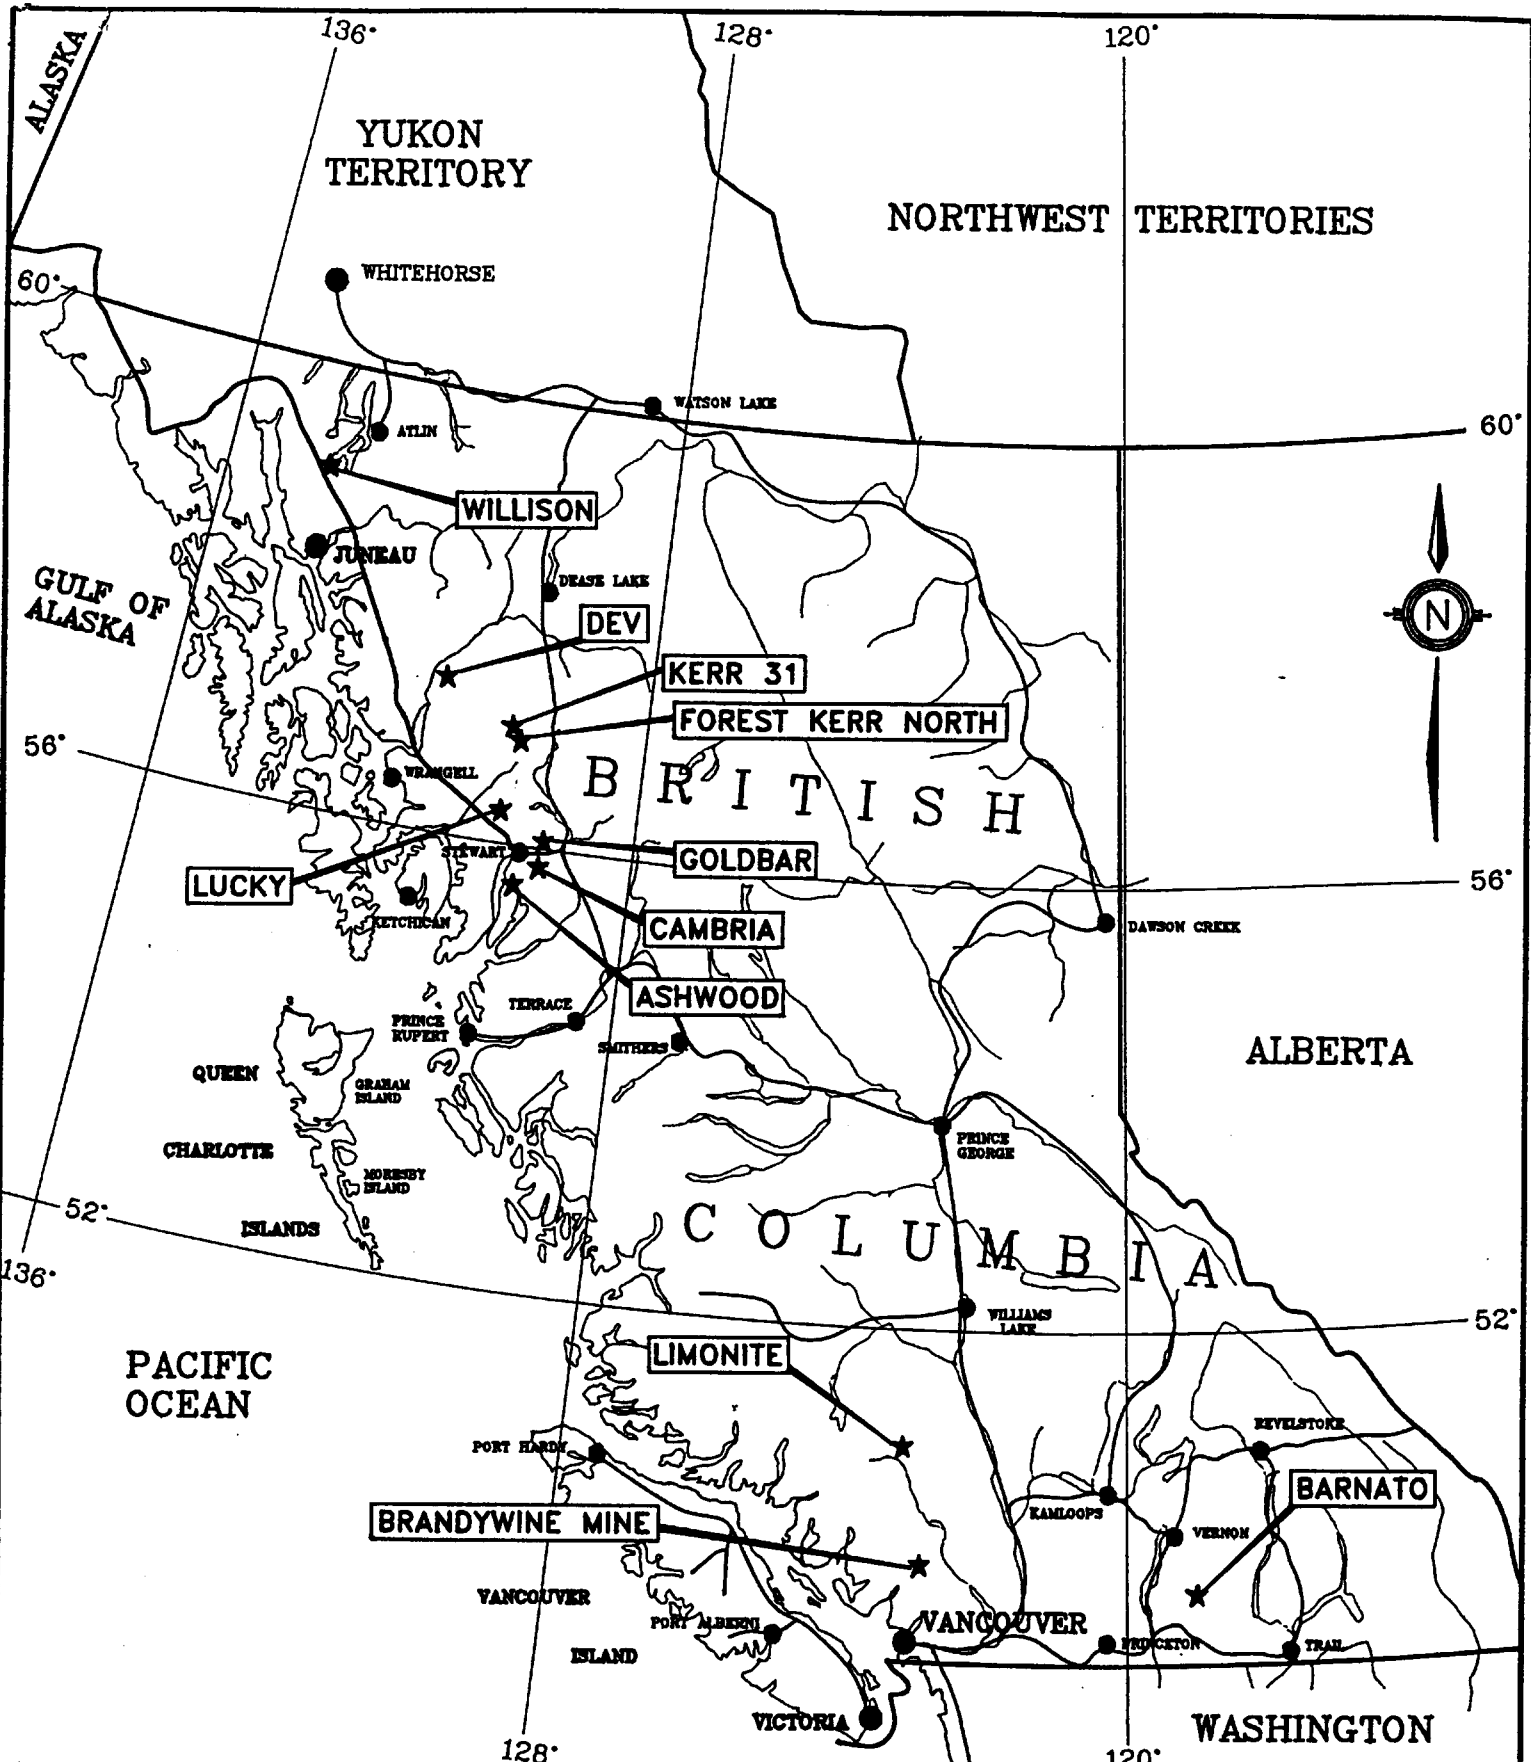 136°
128°
120°
ALASKA
YUKON
TERRITORY
NORTHWEST TERRITORIES
WHITEHORSE
60°
WATSON LAKE
60°
ATLIN
WILLISON
JUNEAU
GULF OF
ALASKA
DEASE LAKE
N
DEV
KERR 31
FOREST KERR NORTH
56°
WRANGELL
BRITISH
STEWART
GOLDBAR
LUCKY
56°
KETCHICAN
CAMBRIA
DAWSON CREEK
ASHWOOD
TERRACE
PRINCE
RUPERT
SMITHERS
ALBERTA
QUEEN
GRAHAM
ISLAND
CHARLOTTE
PRINCE
GEORGE
MORESBY
ISLAND
52°
ISLANDS
COLUMBIA
136°
WILLIAMS
LAKE
52°
LIMONITE
PACIFIC
OCEAN
REVELSTOKE
PORT HARDY
BARNATO
KAMLOOPS
BRANDYWINE MINE
VERNON
VANCOUVER
PORT ALBERNI
VANCOUVER
PRINCETON
TRAIL
ISLAND
VICTORIA
WASHINGTON
128°
120°